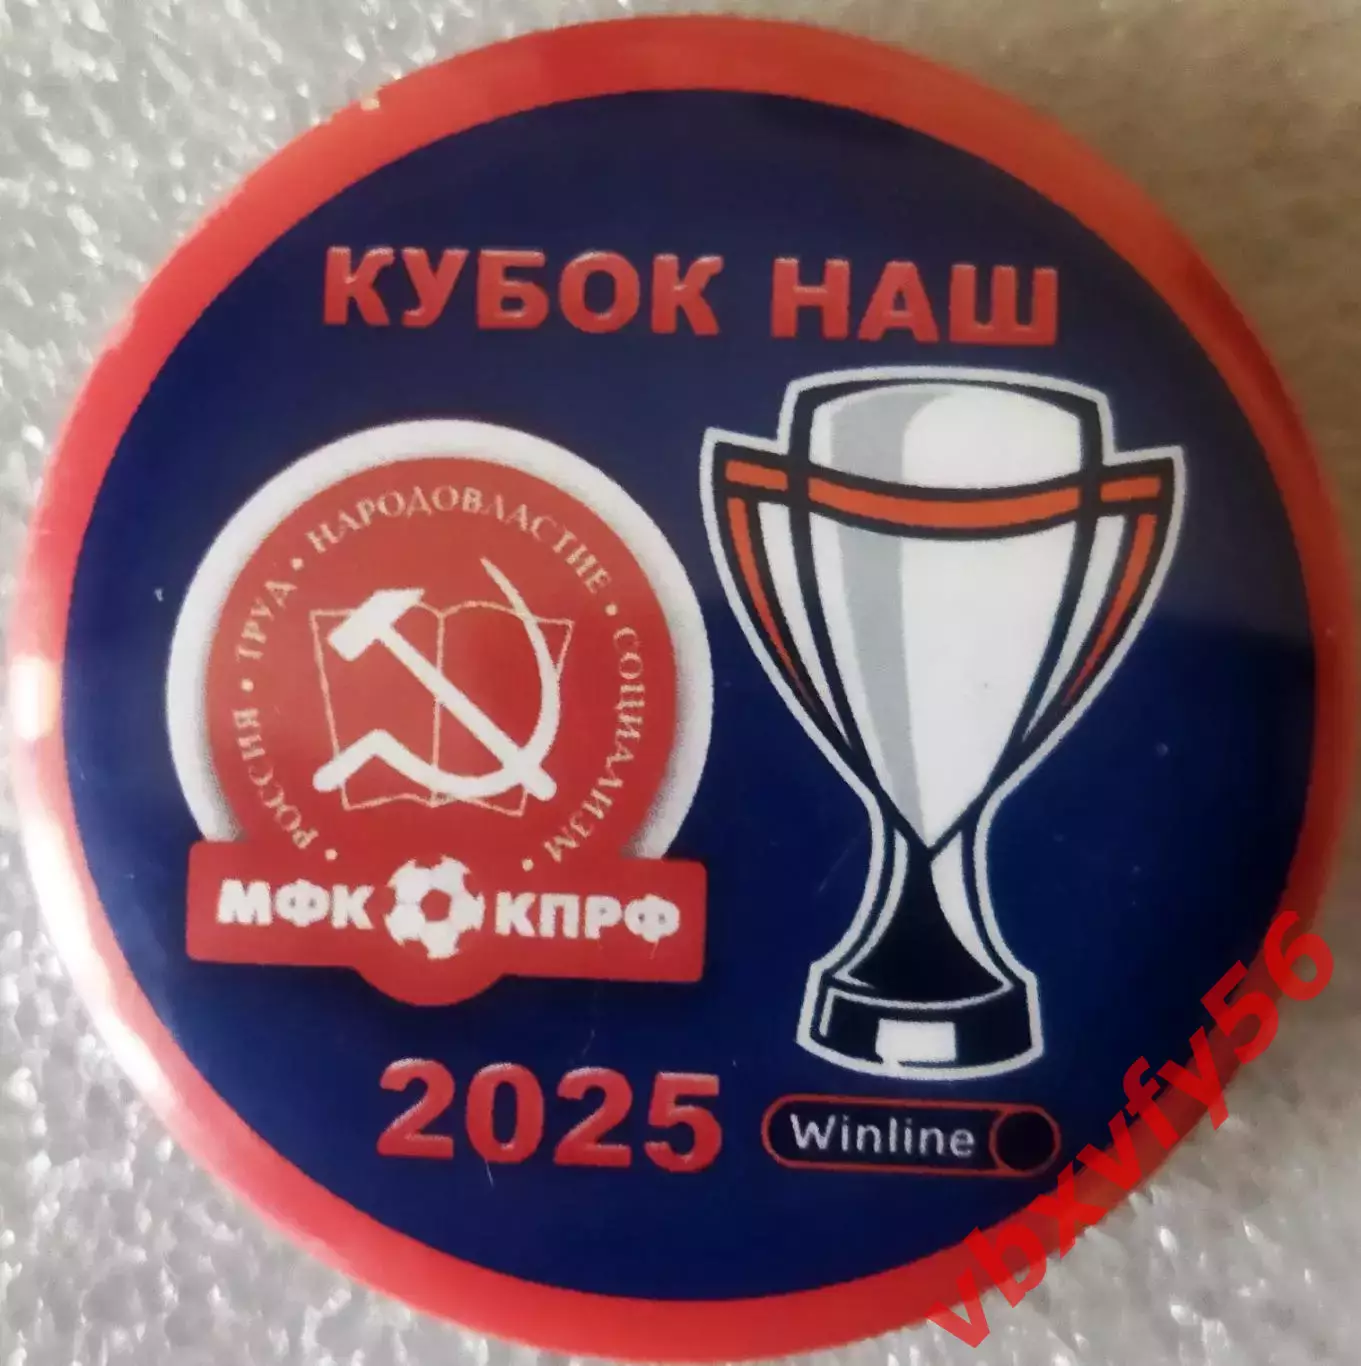 КУБОК НАШ
РОССИЯ · ТРУД · НАРОДОВЛАСТИЕ · СОЦИАЛИЗМ ·
МФК КПРФ
2025
Winline
vbxvfy56